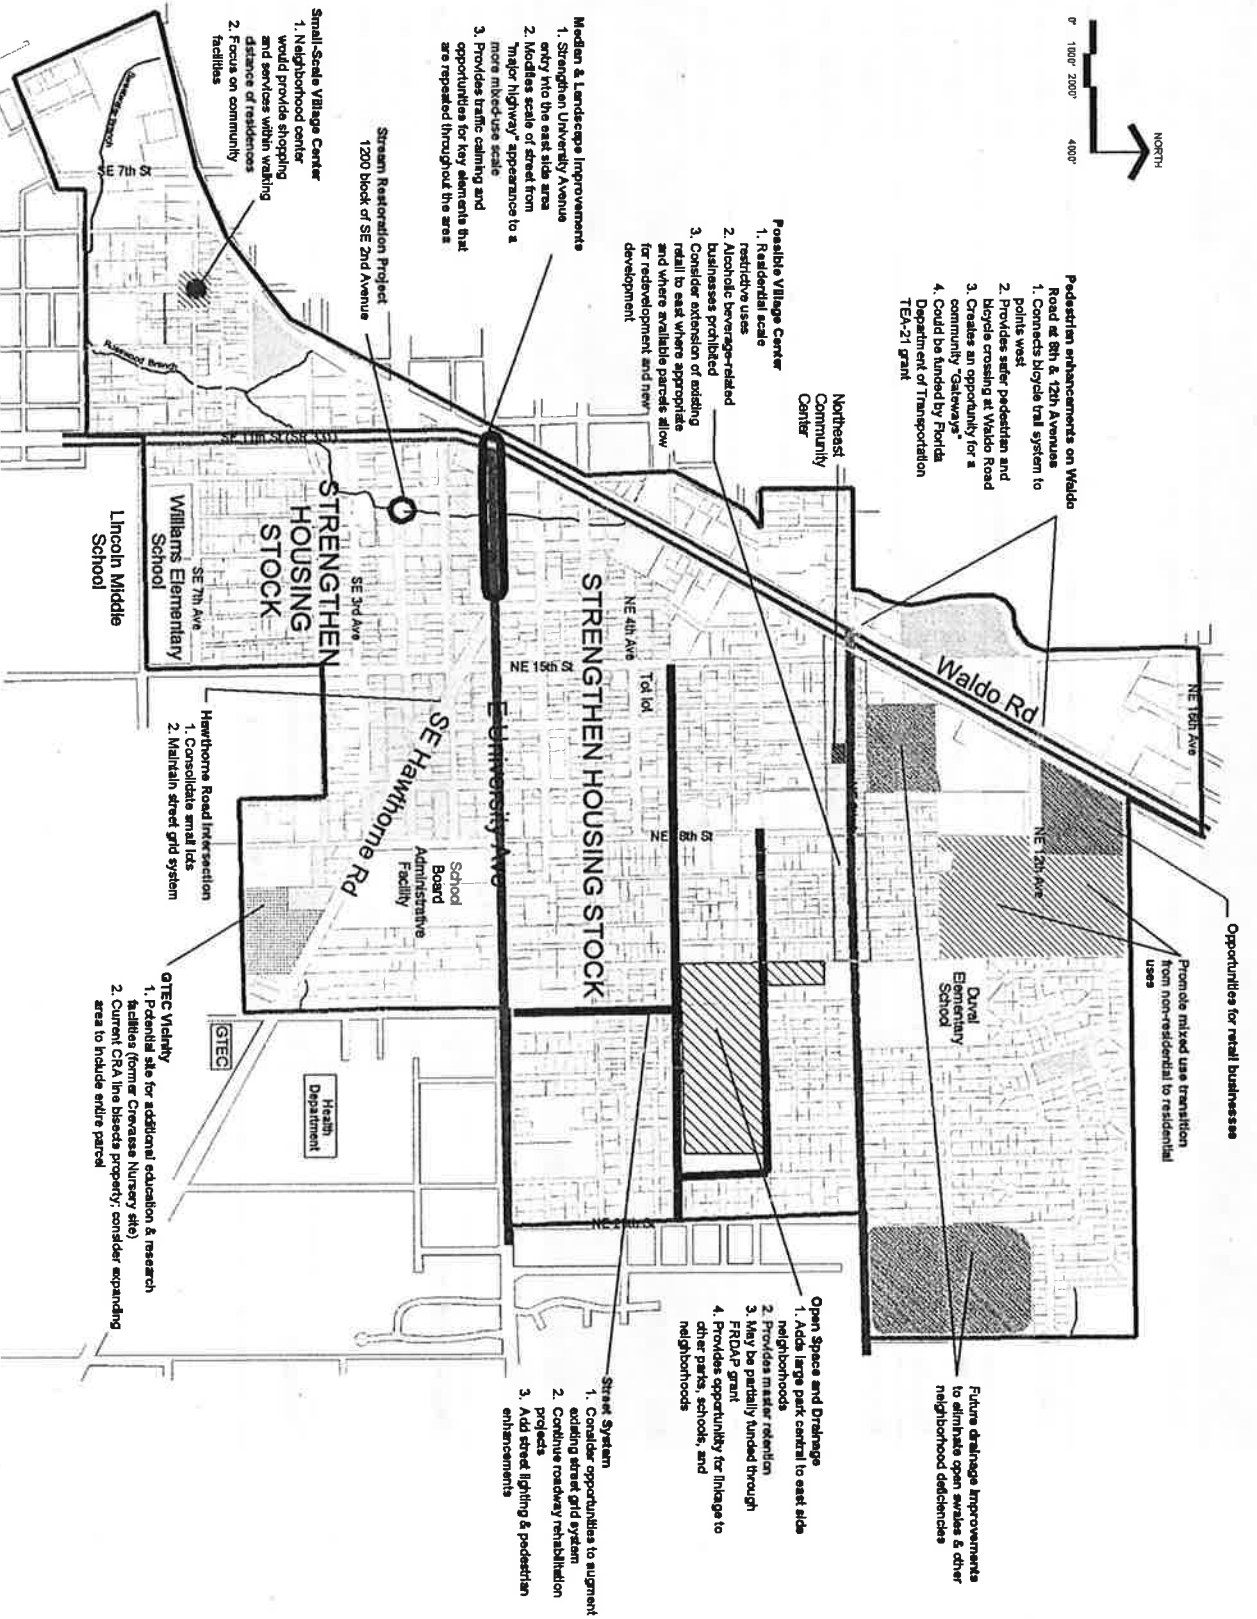 0' 1000' 2000' 4000'
NORTH
Pedestrian enhancements on Waldo
Road at 8th & 12th Avenues
1. Connects bicycle trail system to
points west
2. Provides safer pedestrian and
bicycle crossing at Waldo Road
3. Creates an opportunity for a
community "Gateways"
4. Could be funded by Florida
Department of Transportation
TEA-21 grant
Opportunities for retail businesses
Promote mixed use transition
from non-residential to residential
uses
Future drainage improvements
to eliminate open swales & other
neighborhood deficiencies
Northeast
Community
Center
Possible Village Center
1. Residential scale
restrictive uses
2. Alcoholic beverage-related
businesses prohibited
3. Consider extension of existing
retail to east where appropriate
and where available parcels allow
for redevelopment and new
development
Open Space and Drainage
1. Adds large park central to east side
neighborhoods
2. Provides master retention
3. May be partially funded through
FRDAP grant
4. Provides opportunitity for linkage to
other parks, schools, and
neighborhoods
Median & Landscape Improvements
1. Strengthen University Avenue
entry into the east side area
2. Modifies scale of street from
"major highway" appearance to a
more mixed-use scale
3. Provides traffic calming and
opportunities for key elements that
are repeated throughout the area
Street System
1. Consider opportunities to augment
existing street grid system
2. Continue roadway rehabilitation
projects
3. Add street lighting & pedestrian
enhancements
Stream Restoration Project
1200 block of SE 2nd Avenue
Small-Scale Village Center
1. Neighborhood center
would provide shopping
and services within walking
distance of residences
2. Focus on community
facilities
Hawthorne Road Intersection
1. Consolidate small lots
2. Maintain street grid system
GTEC Vicinity
1. Potential site for additional education & research
facilities (former Crevasse Nursery site)
2. Current CRA line bisects property; consider expanding
area to include entire parcel
NE 16th Ave
Waldo Rd
NE 12th Ave
Duval
Elementary
School
NE 4th Ave
Tot lot
STRENGTHEN HOUSING STOCK
NE 15th St
E University Ave
SE Hawthorne Rd
School
Board
Administrative
Facility
SE 3rd Ave
STRENGTHEN
HOUSING
STOCK
SE 11th St (SR 331)
SE 7th Ave
Williams Elementary
School
Lincoln Middle
School
SE 7th St
Rosewood Branch
GTEC
Health
Department